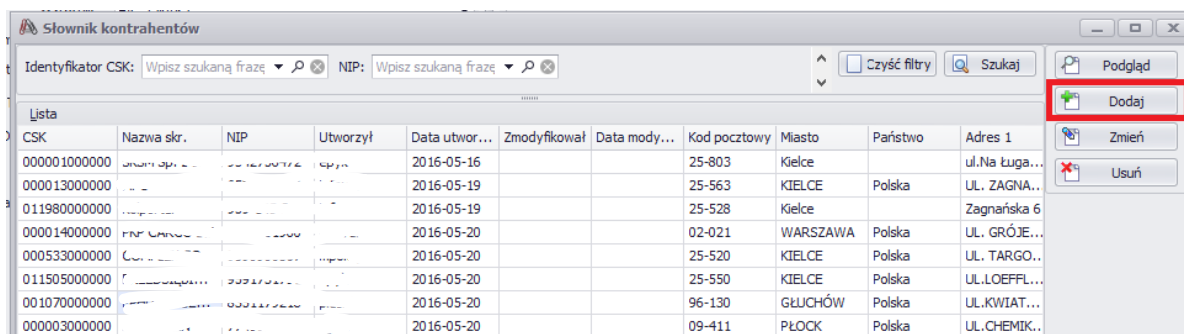 Słownik kontrahentów
Identyfikator CSK: Wpisz szukaną frazę NIP: Wpisz szukaną frazę Czyść filtry Szukaj Podgląd
Dodaj
Lista
CSK Nazwa skr. NIP Utworzył Data utwor... Zmodyfikował Data mody... Kod pocztowy Miasto Państwo Adres 1 Zmień
000001000000 2016-05-16 25-803 Kielce ul.Na Ługa...
Usuń
000013000000 2016-05-19 25-563 KIELCE Polska UL. ZAGNA...
011980000000 2016-05-19 25-528 Kielce Zagnańska 6
000014000000 2016-05-20 02-021 WARSZAWA Polska UL. GRÓJE...
000533000000 2016-05-20 25-520 KIELCE Polska UL. TARGO...
011505000000 2016-05-20 25-550 KIELCE Polska UL.LOEFFL...
001070000000 2016-05-20 96-130 GŁUCHÓW Polska UL.KWIAT...
000003000000 2016-05-20 09-411 PŁOCK Polska UL.CHEMIK...